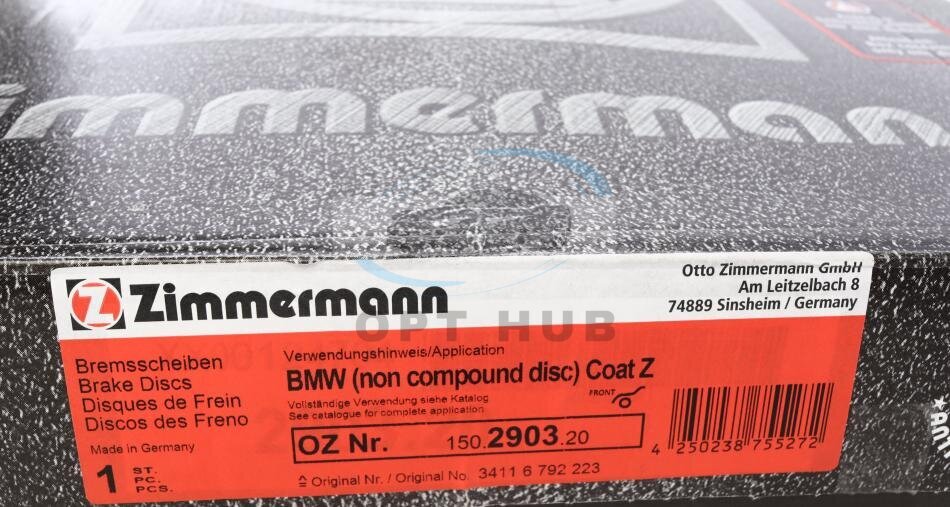 immermann
Zimmermann
Otto Zimmermann GmbH
Am Leitzelbach 8
74889 Sinsheim / Germany
OPT HUB
Bremsscheiben
Brake Discs
Disques de Frein
Discos del Freno
Made in Germany
1 ST.
PC.
PCS.
Verwendungshinweis/Application
BMW (non compound disc) Coat Z
Vollständige Verwendung siehe Katalog
See catalogue for complete application
FRONT
OZ Nr. 150.2903.20
≙ Original Nr. / Original No. 3411 6 792 223
4 250238 755272